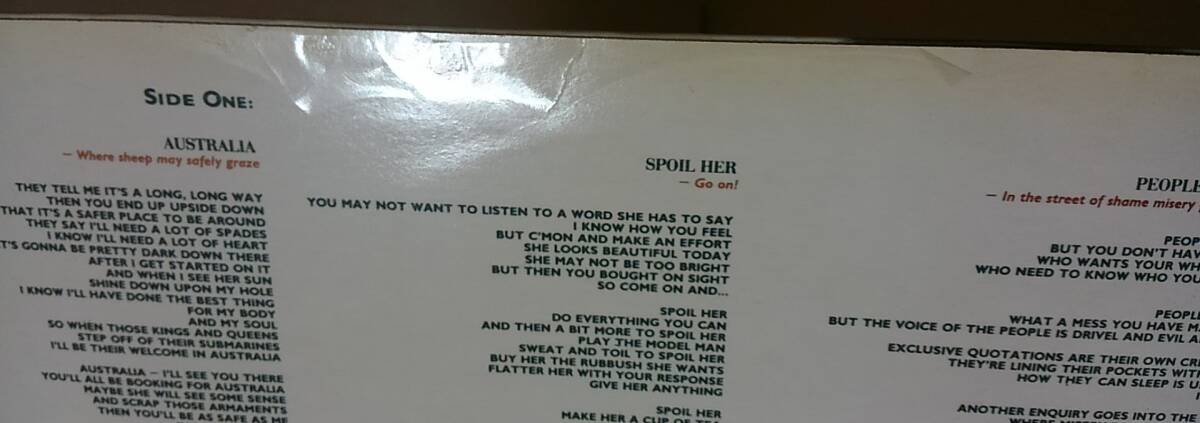 SIDE ONE:
AUSTRALIA
– Where sheep may safely graze
THEY TELL ME IT'S A LONG, LONG WAY
THEN YOU END UP UPSIDE DOWN
THAT IT'S A SAFER PLACE TO BE AROUND
THEY SAY I'LL NEED A LOT OF SPADES
I KNOW I'LL NEED A LOT OF HEART
T'S GONNA BE PRETTY DARK DOWN THERE
AFTER I GET STARTED ON IT
AND WHEN I SEE HER SUN
SHINE DOWN UPON MY HOLE
I KNOW I'LL HAVE DONE THE BEST THING
FOR MY BODY
AND MY SOUL
SO WHEN THOSE KINGS AND QUEENS
STEP OFF OF THEIR SUBMARINES
I'LL BE THEIR WELCOME IN AUSTRALIA
AUSTRALIA – I'LL SEE YOU THERE
YOU'LL ALL BE BOOKING FOR AUSTRALIA
MAYBE SHE WILL SEE SOME SENSE
AND SCRAP THOSE ARMAMENTS
THEN YOU'LL BE AS SAFE AS ME
SPOIL HER
– Go on!
YOU MAY NOT WANT TO LISTEN TO A WORD SHE HAS TO SAY
I KNOW HOW YOU FEEL
BUT C'MON AND MAKE AN EFFORT
SHE LOOKS BEAUTIFUL TODAY
SHE MAY NOT BE TOO BRIGHT
BUT THEN YOU BOUGHT ON SIGHT
SO COME ON AND...
SPOIL HER
DO EVERYTHING YOU CAN
AND THEN A BIT MORE TO SPOIL HER
PLAY THE MODEL MAN
SWEAT AND TOIL TO SPOIL HER
BUY HER THE RUBBUSH SHE WANTS
FLATTER HER WITH YOUR RESPONSE
GIVE HER ANYTHING
SPOIL HER
MAKE HER A CUP OF TEA
PEOPLE
– In the street of shame misery
PEOP
BUT YOU DON'T HAV
WHO WANTS YOUR WH
WHO NEED TO KNOW WHO YOU
PEOPLE
WHAT A MESS YOU HAVE M
BUT THE VOICE OF THE PEOPLE IS DRIVEL AND EVIL A
EXCLUSIVE QUOTATIONS ARE THEIR OWN CR
THEY'RE LINING THEIR POCKETS WIT
HOW THEY CAN SLEEP IS U
ANOTHER ENQUIRY GOES INTO THE